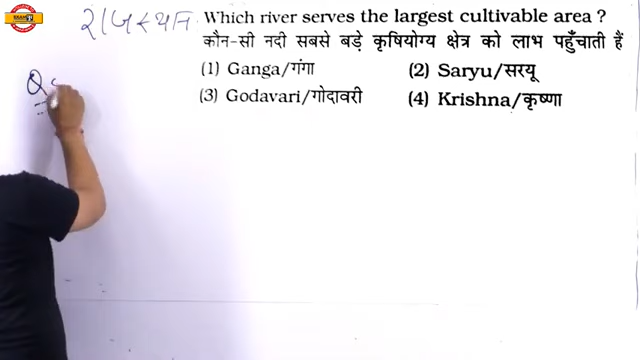 राजस्थान
Which river serves the largest cultivable area ?
कौन-सी नदी सबसे बड़े कृषियोग्य क्षेत्र को लाभ पहुँचाती हैं
(1) Ganga/गंगा
(2) Saryu/सरयू
(3) Godavari/गोदावरी
(4) Krishna/कृष्णा